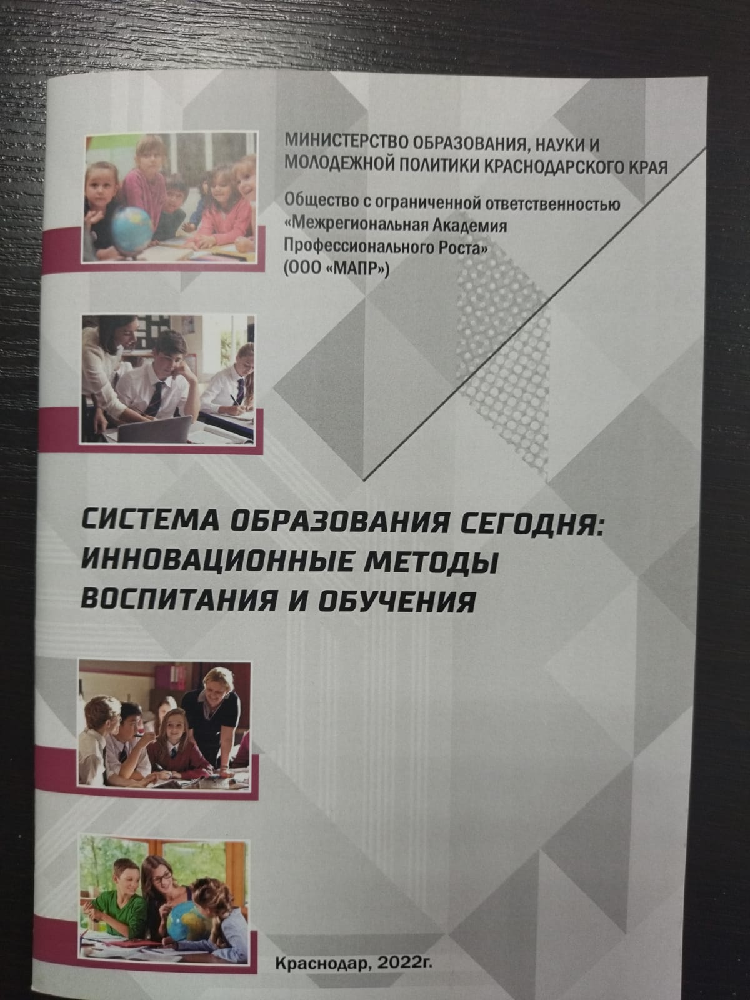 МИНИСТЕРСТВО ОБРАЗОВАНИЯ, НАУКИ И
МОЛОДЕЖНОЙ ПОЛИТИКИ КРАСНОДАРСКОГО КРАЯ
Общество с ограниченной ответственностью
«Межрегиональная Академия
Профессионального Роста»
(ООО «МАПР»)
СИСТЕМА ОБРАЗОВАНИЯ СЕГОДНЯ:
ИННОВАЦИОННЫЕ МЕТОДЫ
ВОСПИТАНИЯ И ОБУЧЕНИЯ
Краснодар, 2022г.